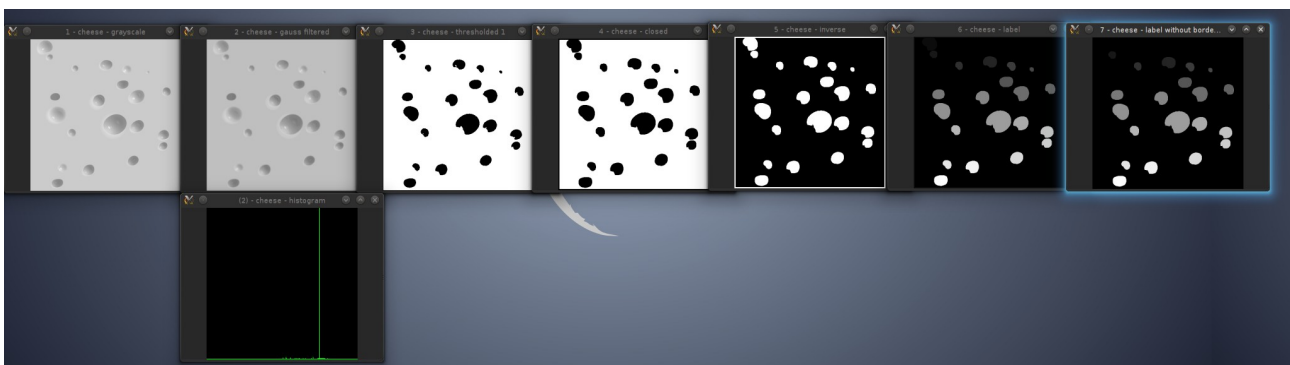 1 - cheese - grayscale
2 - cheese - gauss filtered
3 - cheese - thresholded 1
4 - cheese - closed
5 - cheese - inverse
6 - cheese - label
7 - cheese - label without borde...
(2) - cheese - histogram